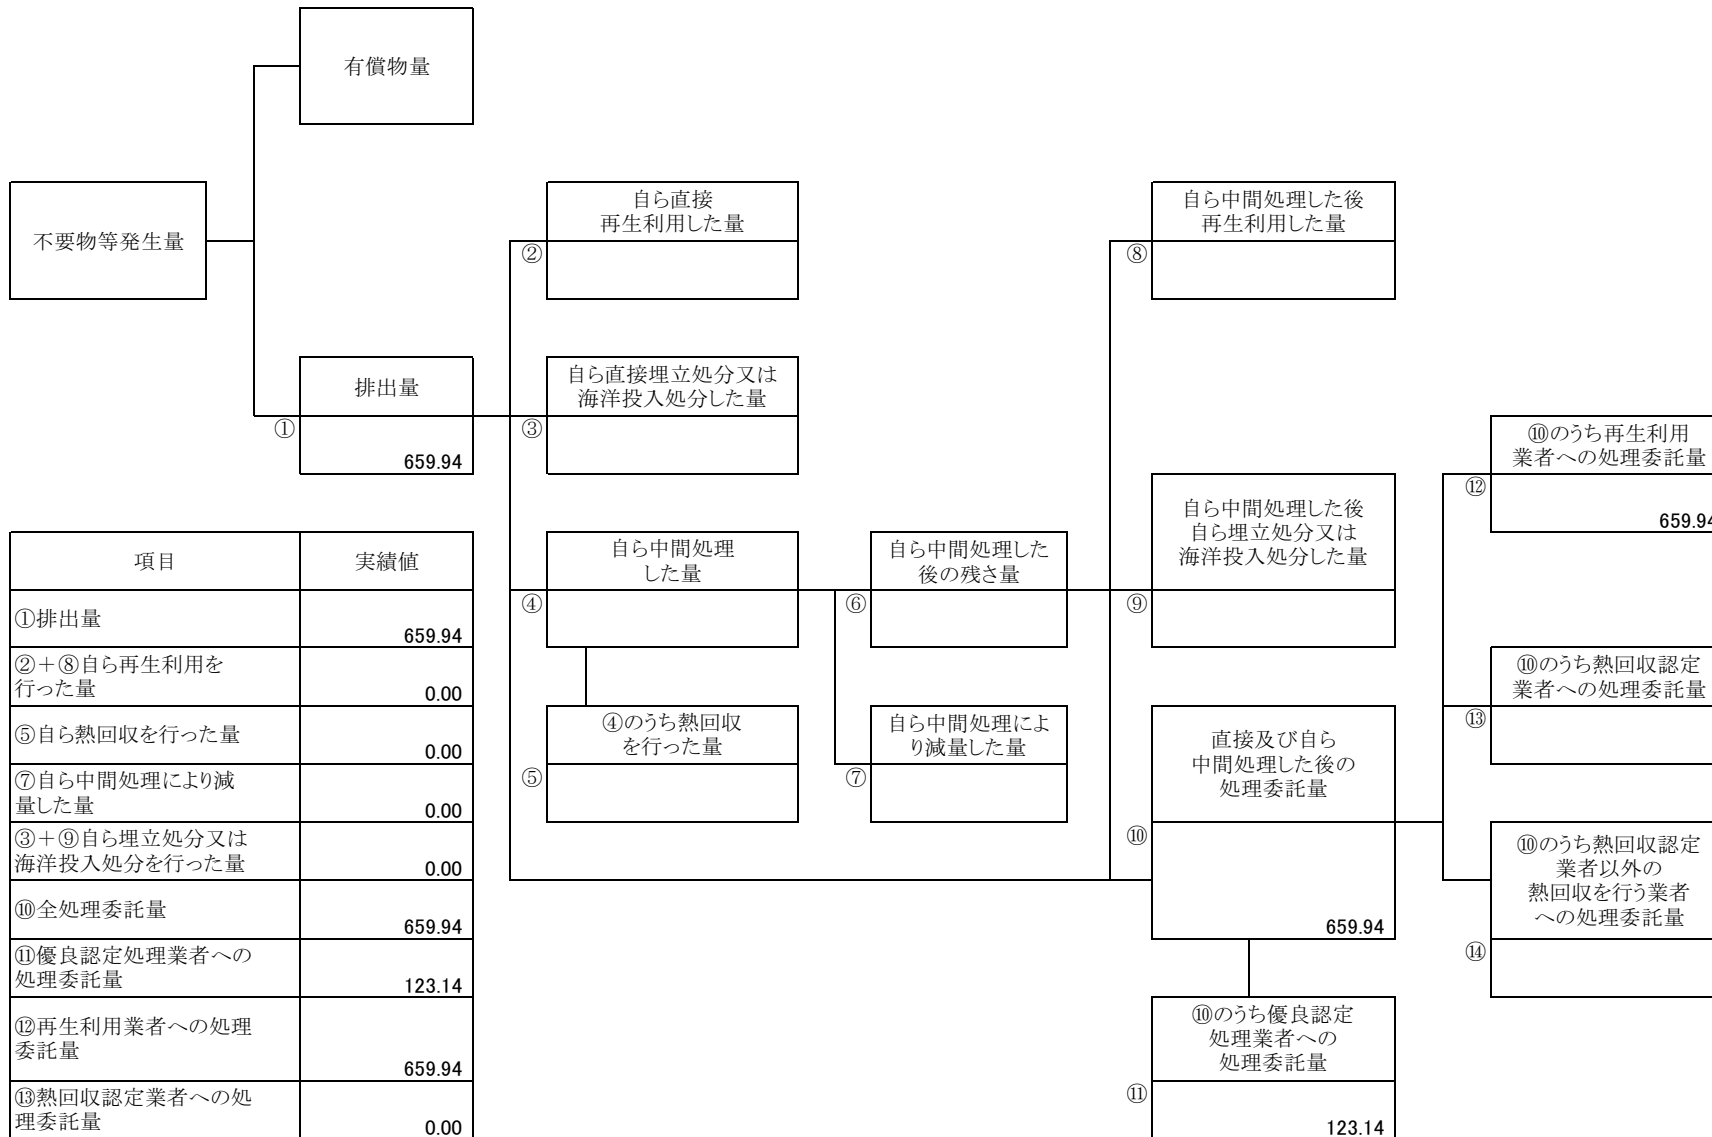 有償物量
不要物等発生量
自ら直接
再生利用した量
②
自ら中間処理した後
再生利用した量
⑧
排出量
①
659.94
自ら直接埋立処分又は
海洋投入処分した量
③
⑩のうち再生利用
業者への処理委託量
⑫
659.94
自ら中間処理した後
自ら埋立処分又は
海洋投入処分した量
⑨
自ら中間処理
した量
④
自ら中間処理した
後の残さ量
⑥
⑩のうち熱回収認定
業者への処理委託量
⑬
④のうち熱回収
を行った量
⑤
自ら中間処理によ
り減量した量
⑦
直接及び自ら
中間処理した後の
処理委託量
⑩
659.94
⑩のうち熱回収認定
業者以外の
熱回収を行う業者
への処理委託量
⑭
⑩のうち優良認定
処理業者への
処理委託量
⑪
123.14
項目 実績値
①排出量
659.94
②＋⑧自ら再生利用を
行った量
0.00
⑤自ら熱回収を行った量
0.00
⑦自ら中間処理により減
量した量
0.00
③＋⑨自ら埋立処分又は
海洋投入処分を行った量
0.00
⑩全処理委託量
659.94
⑪優良認定処理業者への
処理委託量
123.14
⑫再生利用業者への処理
委託量
659.94
⑬熱回収認定業者への処
理委託量
0.00